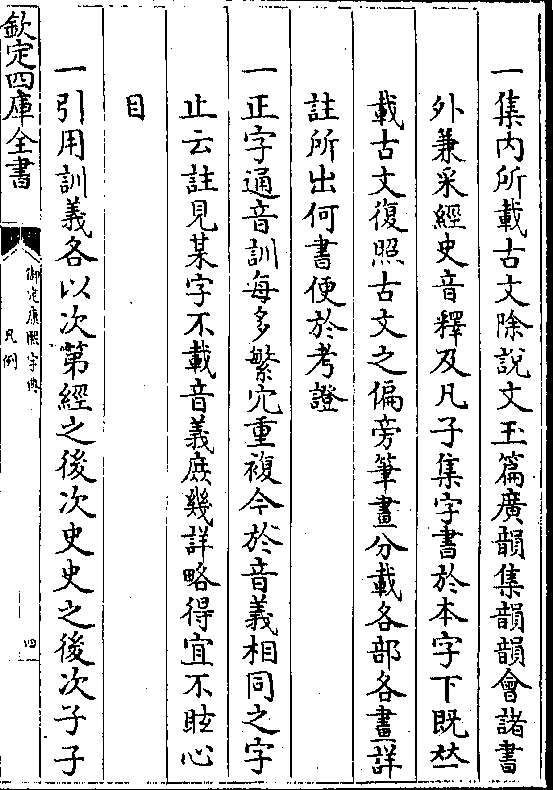 一集内所載古文除說文玉篇廣韻集韻韻會諸書
外兼采經史音釋及凡子集字書於本字下既竝
載古文復照古文之偏旁筆畫分載各部各畫詳
註所出何書便於考證
一正字通音訓每多繁冗重複今於音義相同之字
止云註見某字不載音義庶幾詳略得宜不眩心
目
一引用訓義各以次第經之後次史史之後次子子
欽定四庫全書
御定康熙字典
凡例
四